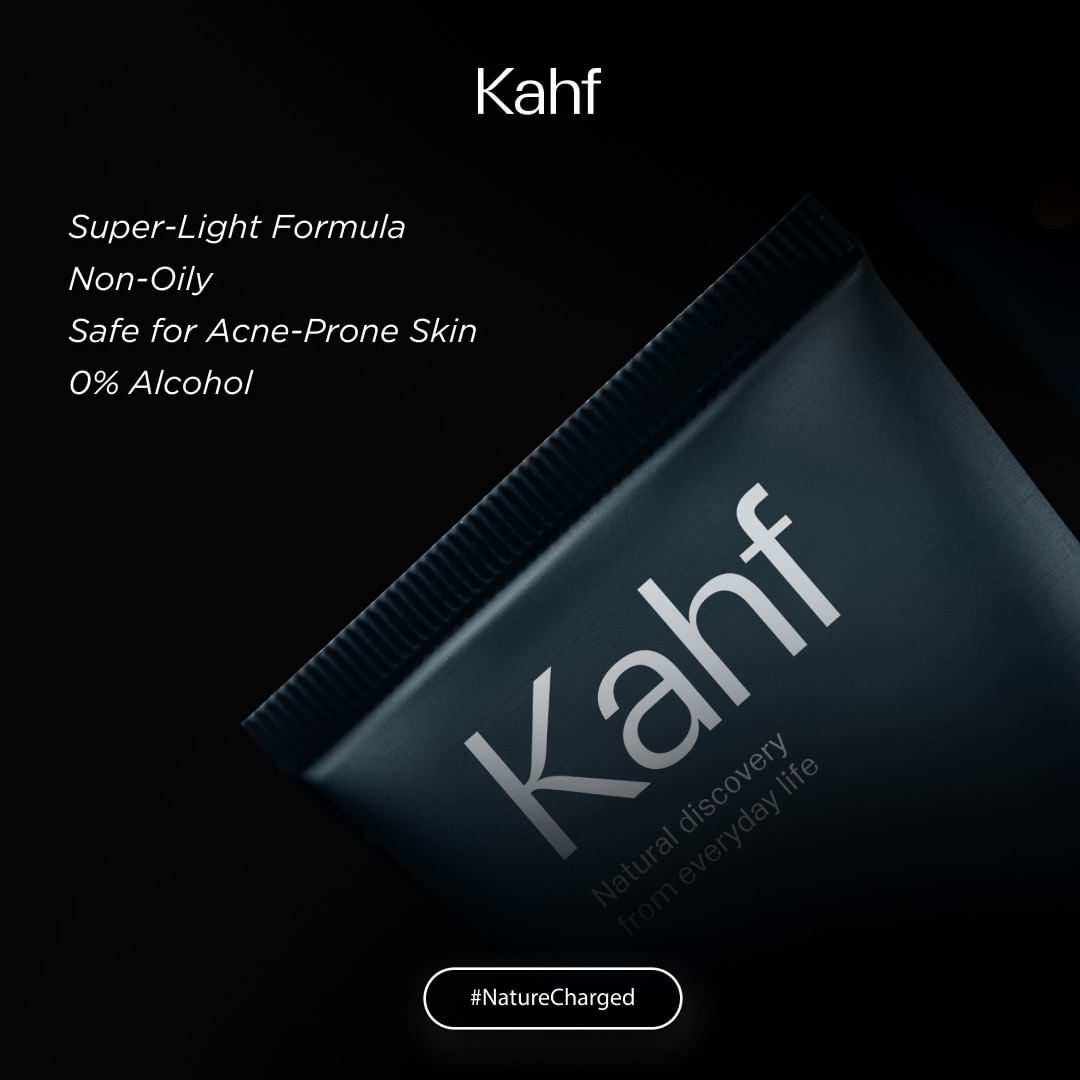 Kahf
Super-Light Formula
Non-Oily
Safe for Acne-Prone Skin
0% Alcohol
Kahf
Natural discovery
from everyday life
#NatureCharged